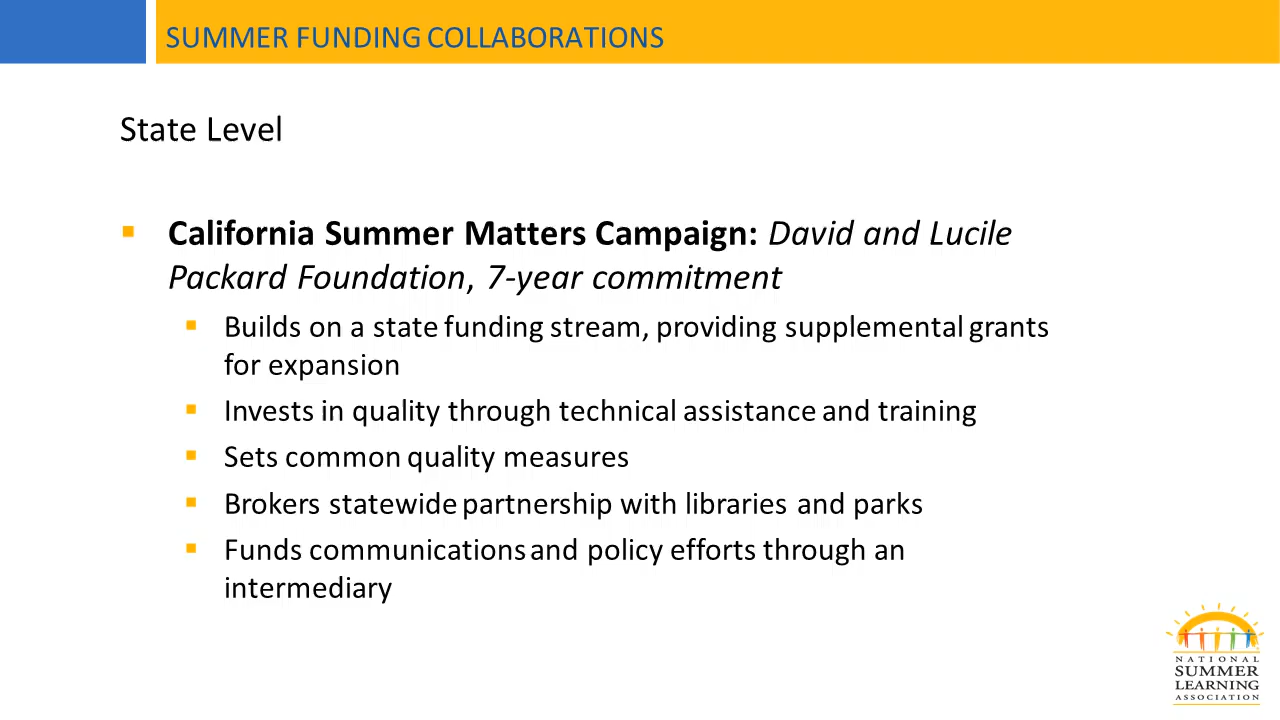 SUMMER FUNDING COLLABORATIONS
State Level
California Summer Matters Campaign: David and Lucile
Packard Foundation, 7-year commitment
Builds on a state funding stream, providing supplemental grants
for expansion
Invests in quality through technical assistance and training
Sets common quality measures
Brokers statewide partnership with libraries and parks
Funds communications and policy efforts through an
intermediary
NATIONAL
SUMMER
LEARNING
ASSOCIATION